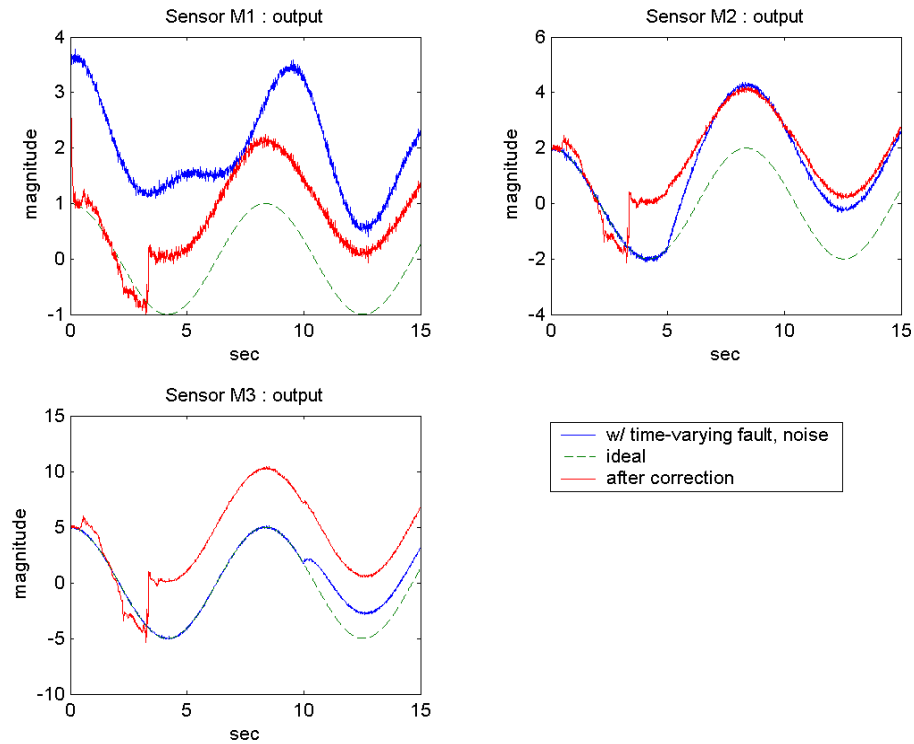 Sensor M1 : output
4
3
2
1
0
-1
magnitude
0 5 10 15
sec
Sensor M2 : output
6
4
2
0
-2
-4
magnitude
0 5 10 15
sec
Sensor M3 : output
15
10
5
0
-5
-10
magnitude
0 5 10 15
sec
w/ time-varying fault, noise
ideal
after correction